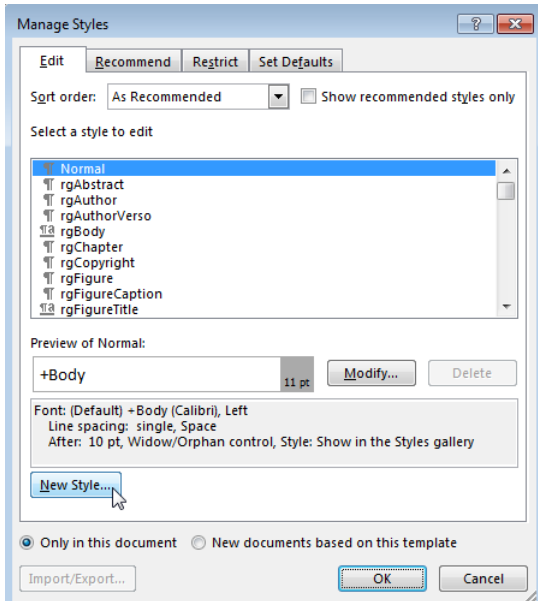 Manage Styles
Edit Recommend Restrict Set Defaults
Sort order: As Recommended Show recommended styles only
Select a style to edit
¶ Normal
¶ rgAbstract
¶ rgAuthor
¶ rgAuthorVerso
¶a rgBody
¶ rgChapter
¶ rgCopyright
¶ rgFigure
¶ rgFigureCaption
¶a rgFigureTitle
Preview of Normal:
+Body 11 pt Modify... Delete
Font: (Default) +Body (Calibri), Left
Line spacing: single, Space
After: 10 pt, Widow/Orphan control, Style: Show in the Styles gallery
New Style...
Only in this document New documents based on this template
Import/Export... OK Cancel